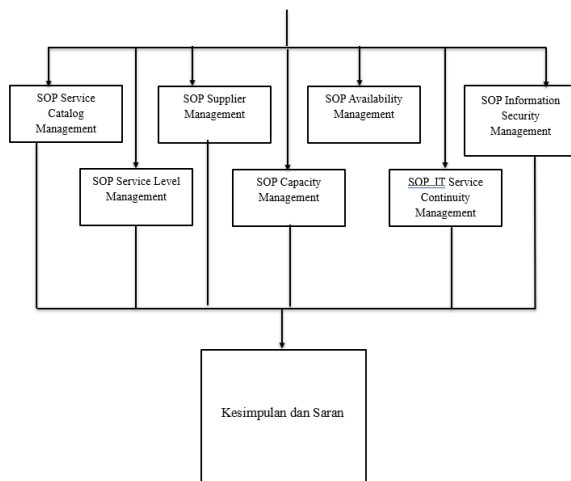 SOP Service
Catalog
Management
SOP Supplier
Management
SOP Availability
Management
SOP Information
Security
Management
SOP Service Level
Management
SOP Capacity
Management
SOP IT Service
Continuity
Management
Kesimpulan dan Saran